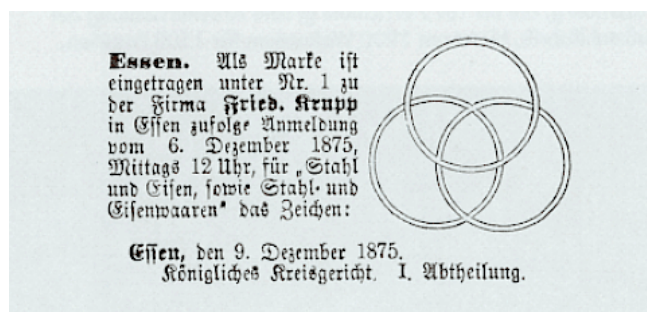 Essen. Als Marke ist
eingetragen unter Nr. 1 zu
der Firma Fried. Krupp
in Essen zufolge Anmeldung
vom 6. Dezember 1875,
Mittags 12 Uhr, für „Stahl
und Eisen, sowie Stahl- und
Eisenwaaren" das Zeichen:
Essen, den 9. Dezember 1875.
Königliches Kreisgericht. I. Abtheilung.